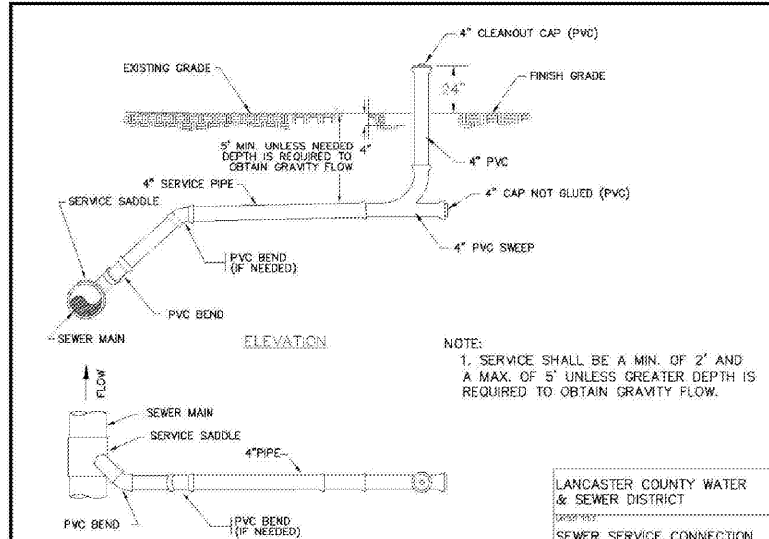 4" CLEANOUT CAP (PVC)
EXISTING GRADE
24"
FINISH GRADE
5' MIN. UNLESS NEEDED
DEPTH IS REQUIRED TO
OBTAIN GRAVITY FLOW
4"
4" PVC
4" SERVICE PIPE
SERVICE SADDLE
4" CAP NOT GLUED (PVC)
4" PVC SWEEP
PVC BEND
(IF NEEDED)
PVC BEND
SEWER MAIN
ELEVATION
NOTE:
1. SERVICE SHALL BE A MIN. OF 2' AND
A MAX. OF 5' UNLESS GREATER DEPTH IS
REQUIRED TO OBTAIN GRAVITY FLOW.
FLOW
SEWER MAIN
SERVICE SADDLE
4"PIPE
PVC BEND
PVC BEND
(IF NEEDED)
LANCASTER COUNTY WATER
& SEWER DISTRICT
SEWER SERVICE CONNECTION